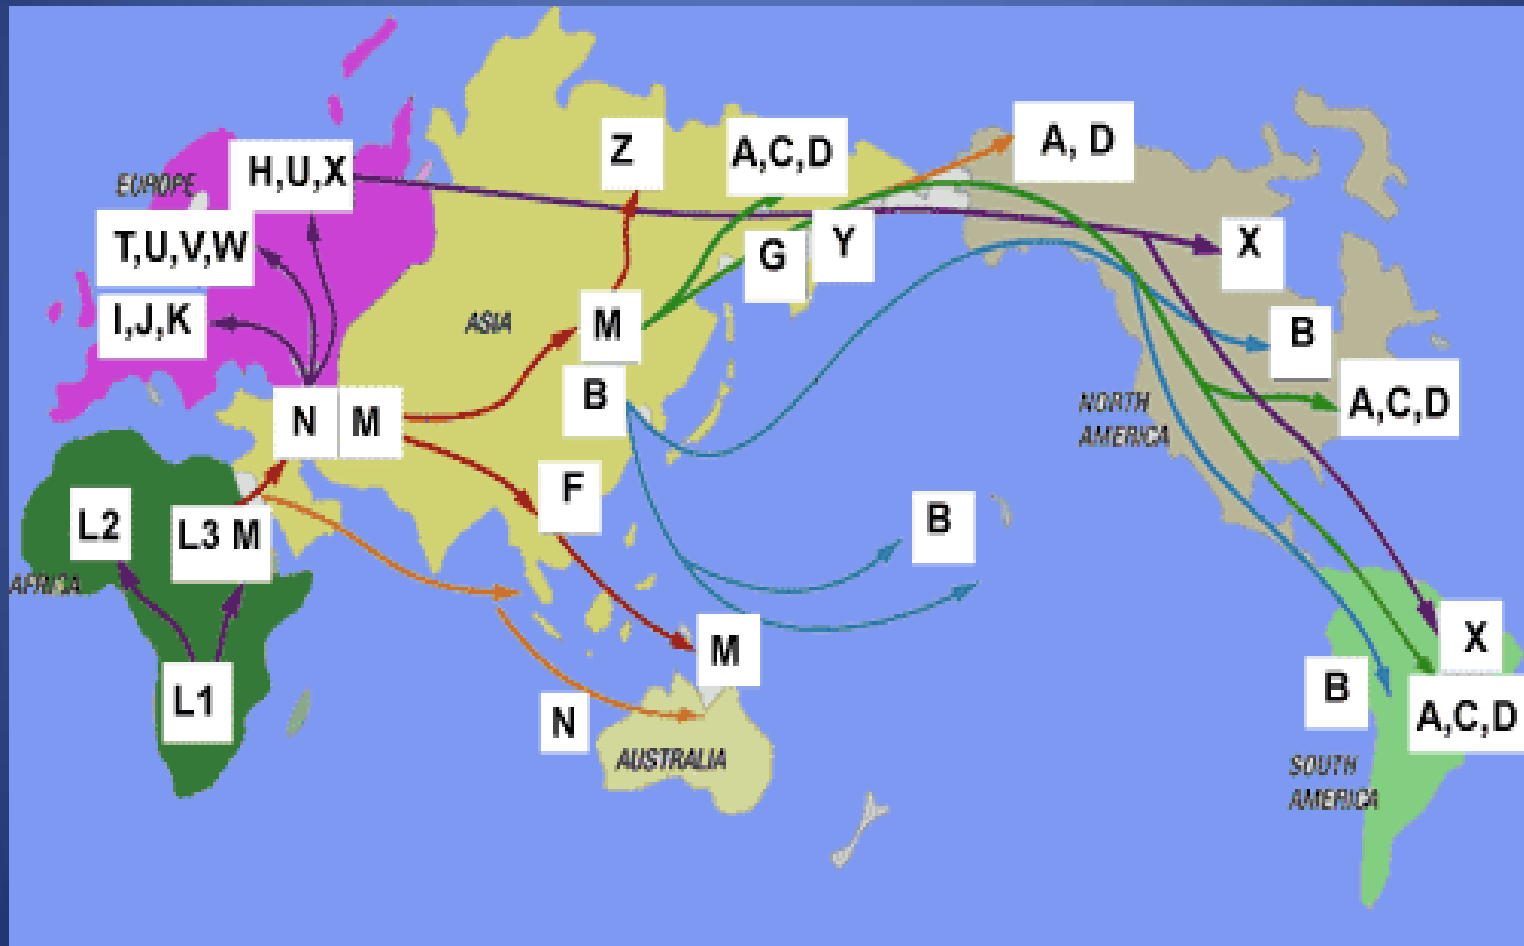 Z
A,C,D
A, D
EUROPE
H,U,X
T,U,V,W
G
Y
X
I,J,K
ASIA
M
B
B
N
M
NORTH
AMERICA
A,C,D
F
L2
L3 M
B
AFRICA
M
X
L1
N
B
A,C,D
AUSTRALIA
SOUTH
AMERICA